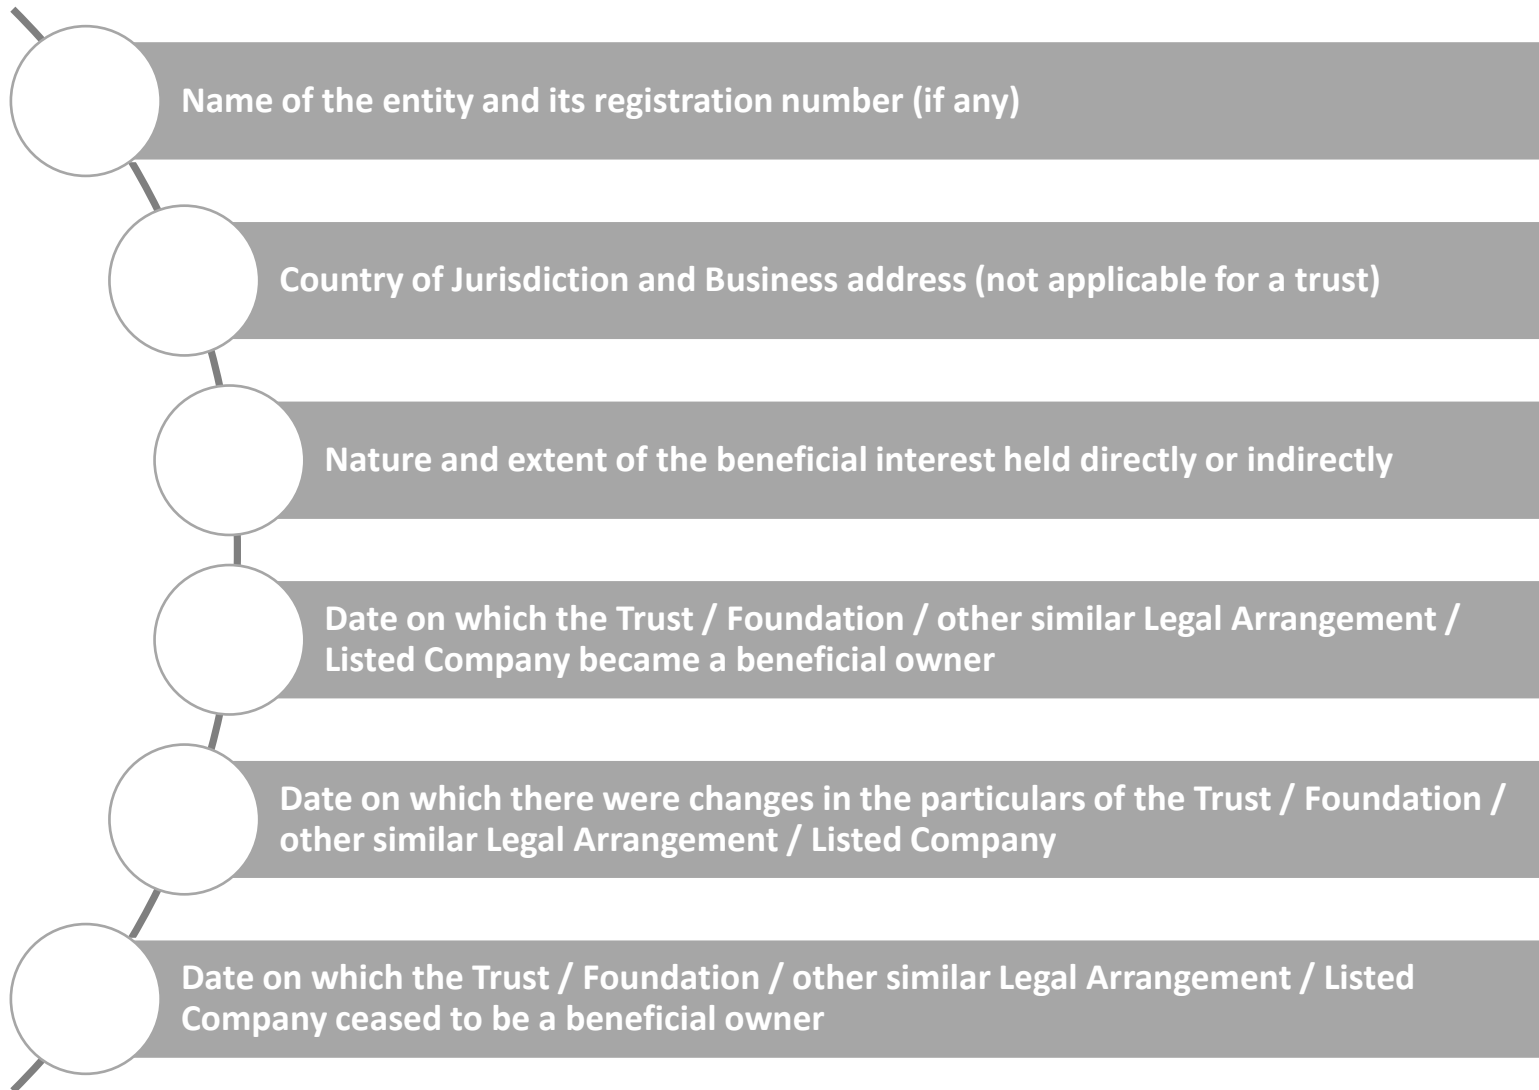 Name of the entity and its registration number (if any)
Country of Jurisdiction and Business address (not applicable for a trust)
Nature and extent of the beneficial interest held directly or indirectly
Date on which the Trust / Foundation / other similar Legal Arrangement /
Listed Company became a beneficial owner
Date on which there were changes in the particulars of the Trust / Foundation /
other similar Legal Arrangement / Listed Company
Date on which the Trust / Foundation / other similar Legal Arrangement / Listed
Company ceased to be a beneficial owner